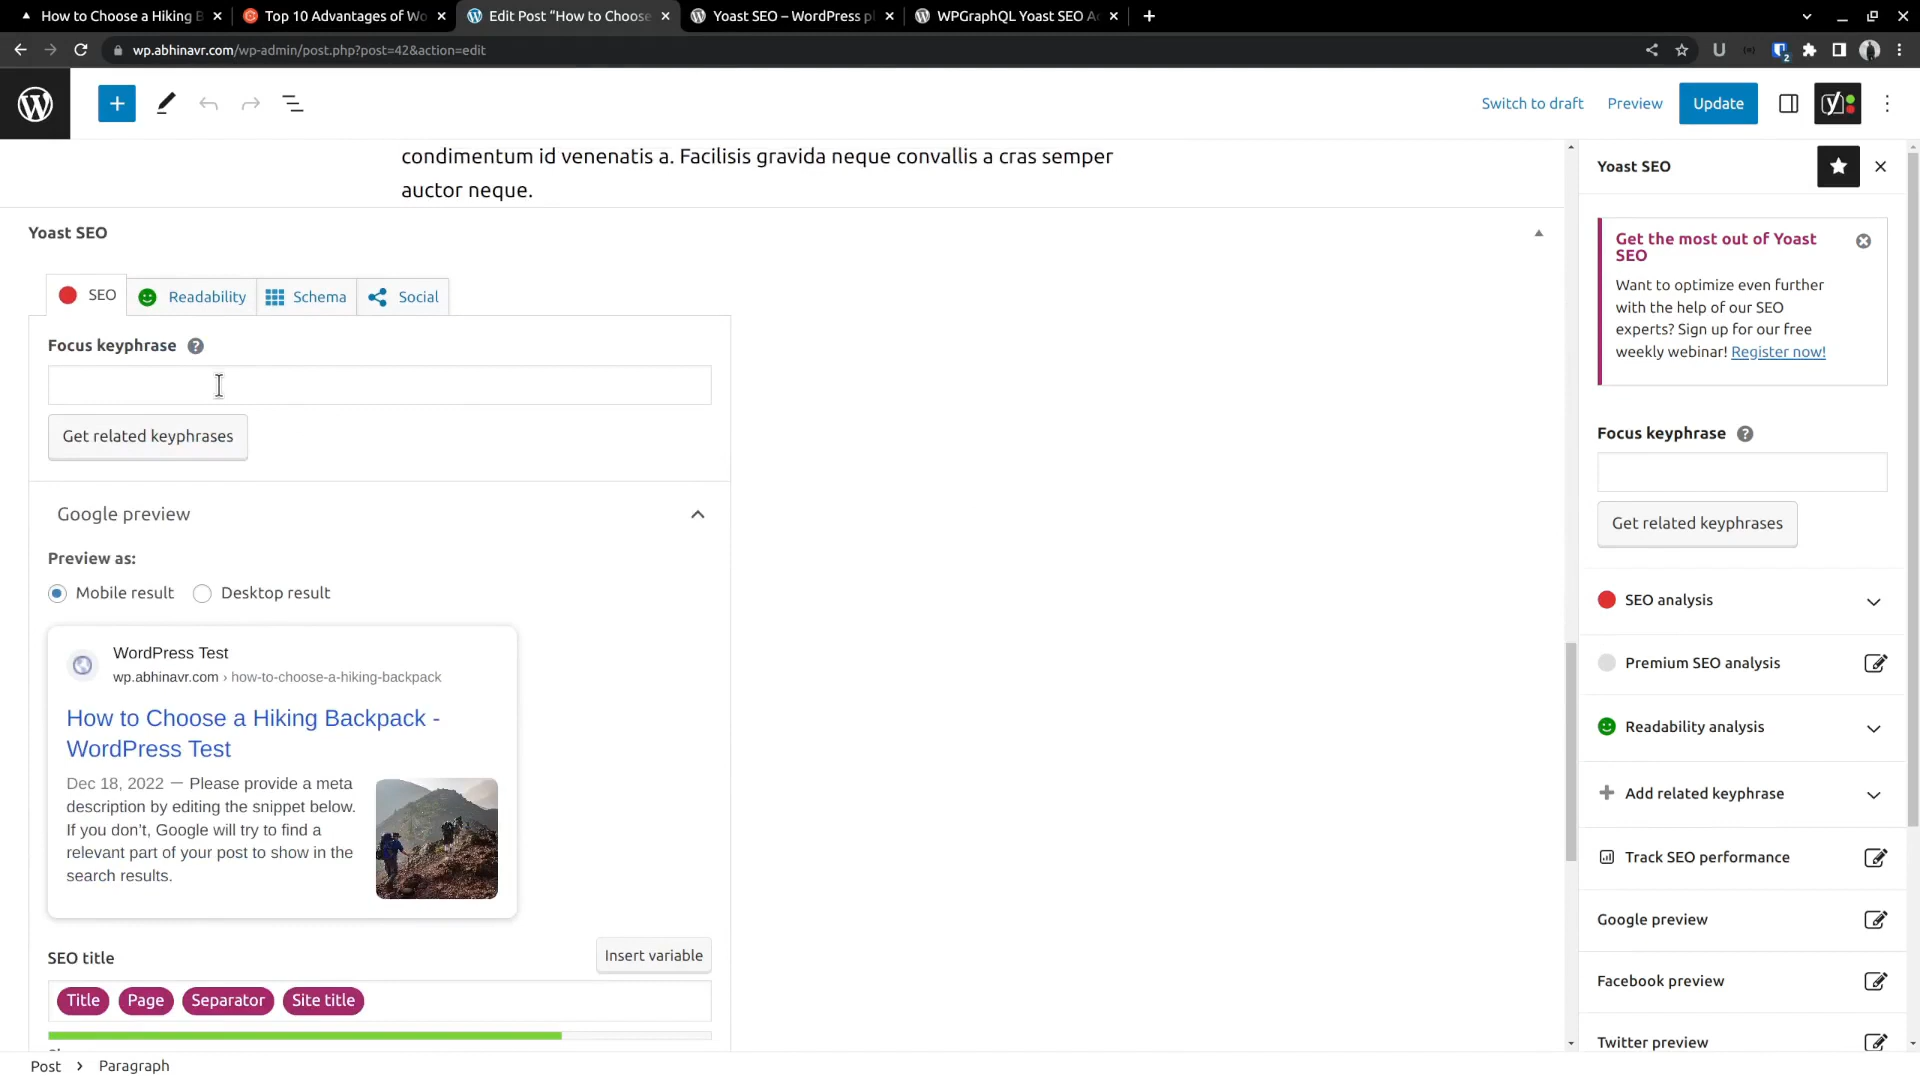 How to Choose a Hiking B
Top 10 Advantages of Wo
Edit Post "How to Choose
Yoast SEO – WordPress p
WPGraphQL Yoast SEO A
wp.abhinavr.com/wp-admin/post.php?post=42&action=edit
Switch to draft
Preview
Update
condimentum id venenatis a. Facilisis gravida neque convallis a cras semper
auctor neque.
Yoast SEO
SEO
Readability
Schema
Social
Focus keyphrase
Get related keyphrases
Google preview
Preview as:
Mobile result
Desktop result
WordPress Test
wp.abhinavr.com › how-to-choose-a-hiking-backpack
How to Choose a Hiking Backpack -
WordPress Test
Dec 18, 2022 — Please provide a meta
description by editing the snippet below.
If you don't, Google will try to find a
relevant part of your post to show in the
search results.
SEO title
Insert variable
Title Page Separator Site title
Post > Paragraph
Yoast SEO
Get the most out of Yoast
SEO
Want to optimize even further
with the help of our SEO
experts? Sign up for our free
weekly webinar! Register now!
Focus keyphrase
Get related keyphrases
SEO analysis
Premium SEO analysis
Readability analysis
Add related keyphrase
Track SEO performance
Google preview
Facebook preview
Twitter preview